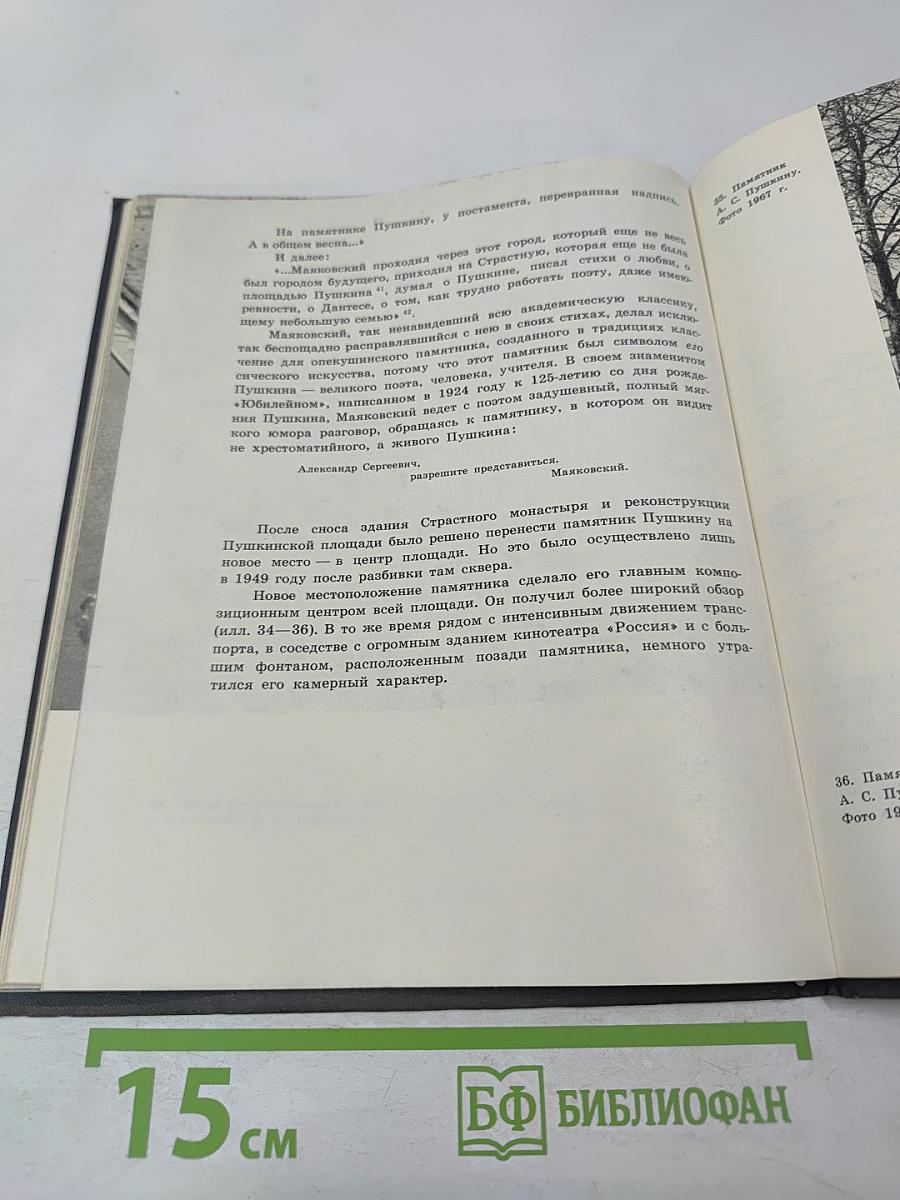 На памятнике Пушкину, у постамента, перевранная надпись.
А в общем весна...»
И далее:
«...Маяковский проходил через этот город, который еще не весь
был городом будущего, приходил на Страстную, которая еще не была
площадью Пушкина 41, думал о Пушкине, писал стихи о любви, о
ревности, о Дантесе, о том, как трудно работать поэту, даже имею-
щему небольшую семью» 42.
Маяковский, так ненавидевший всю академическую классику,
так беспощадно расправлявшийся с нею в своих стихах, делал исклю-
чение для опекушинского памятника, созданного в традициях клас-
сического искусства, потому что этот памятник был символом его
Пушкина — великого поэта, человека, учителя. В своем знаменитом
«Юбилейном», написанном в 1924 году к 125-летию со дня рожде-
ния Пушкина, Маяковский ведет с поэтом задушевный, полный мяг-
кого юмора разговор, обращаясь к памятнику, в котором он видит
не хрестоматийного, а живого Пушкина:
Александр Сергеевич,
разрешите представиться.
Маяковский.
После сноса здания Страстного монастыря и реконструкции
Пушкинской площади было решено перенести памятник Пушкину на
новое место — в центр площади. Но это было осуществлено лишь
в 1949 году после разбивки там сквера.
Новое местоположение памятника сделало его главным компо-
зиционным центром всей площади. Он получил более широкий обзор
(илл. 34—36). В то же время рядом с интенсивным движением транс-
порта, в соседстве с огромным зданием кинотеатра «Россия» и с боль-
шим фонтаном, расположенным позади памятника, немного утра-
тился его камерный характер.
35. Памятник
А. С. Пушкину.
Фото 1967 г.
36. Памя
А. С. Пу
Фото 19
15 см
БФ БИБЛИОФАН